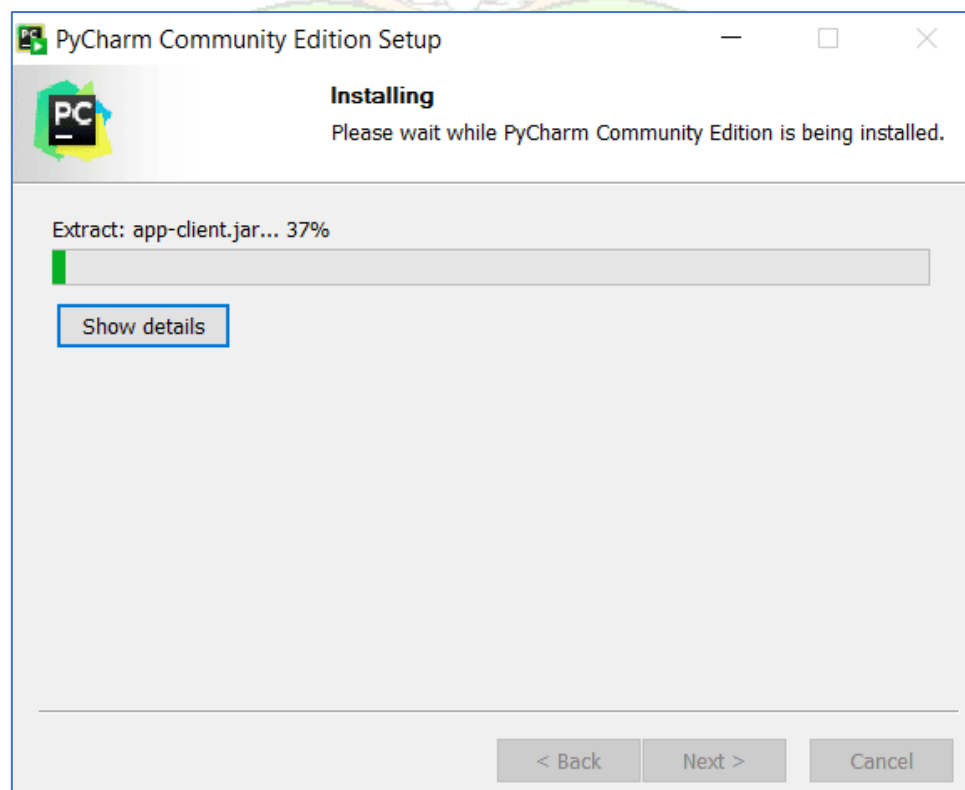 PyCharm Community Edition Setup
PC
Installing
Please wait while PyCharm Community Edition is being installed.
Extract: app-client.jar... 37%
Show details
< Back
Next >
Cancel